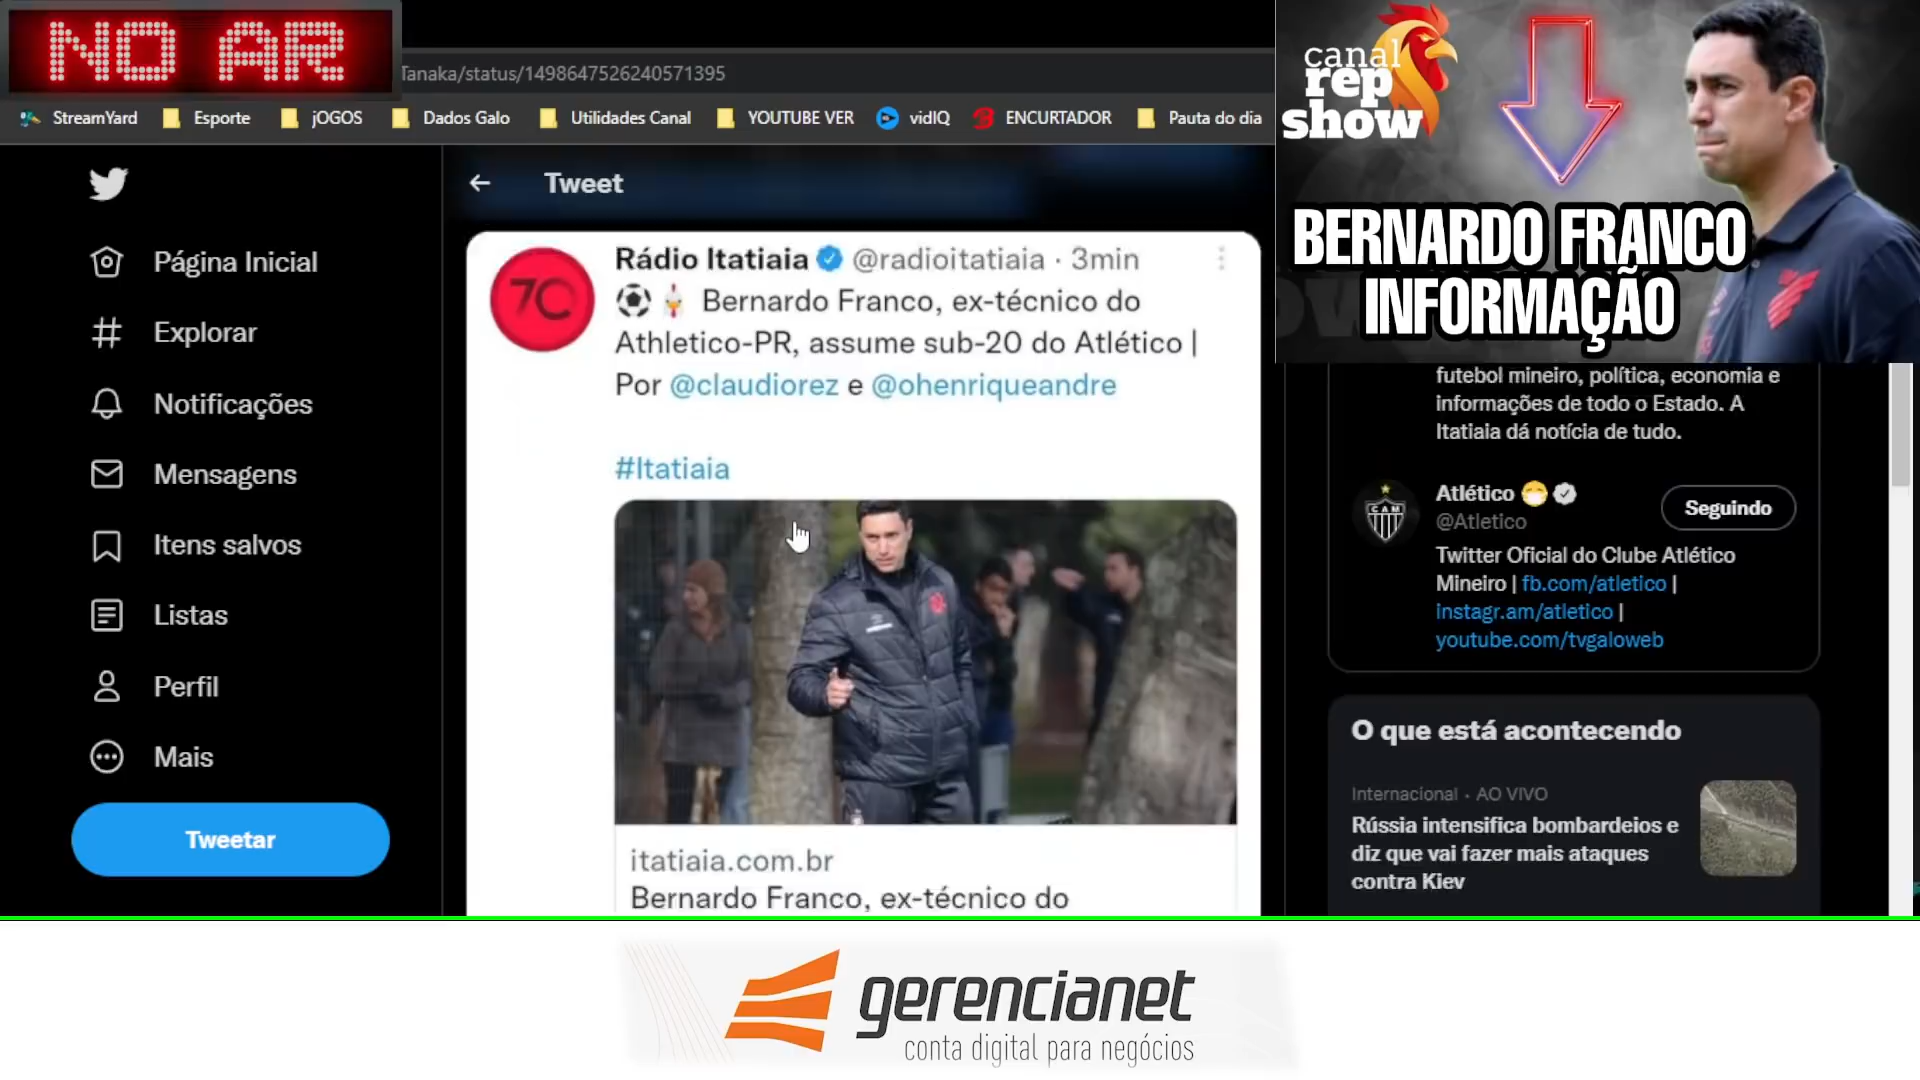 NO AR
Tanaka/status/1498647526240571395
StreamYard Esporte jOGOS Dados Galo Utilidades Canal YOUTUBE VER vidIQ ENCURTADOR Pauta do dia
canal
rep
show
BERNARDO FRANCO
INFORMAÇÃO
Página Inicial
Explorar
Notificações
Mensagens
Itens salvos
Listas
Perfil
Mais
Tweetar
Tweet
70
Rádio Itatiaia @radioitatiaia · 3min
Bernardo Franco, ex-técnico do
Athletico-PR, assume sub-20 do Atlético |
Por @claudiorez e @ohenriqueandre
#Itatiaia
itatiaia.com.br
Bernardo Franco, ex-técnico do
futebol mineiro, política, economia e
informações de todo o Estado. A
Itatiaia dá notícia de tudo.
CAM
Atlético
@Atletico
Seguindo
Twitter Oficial do Clube Atlético
Mineiro | fb.com/atletico |
instagr.am/atletico |
youtube.com/tvgaloweb
O que está acontecendo
Internacional · AO VIVO
Rússia intensifica bombardeios e
diz que vai fazer mais ataques
contra Kiev
gerencianet
conta digital para negócios